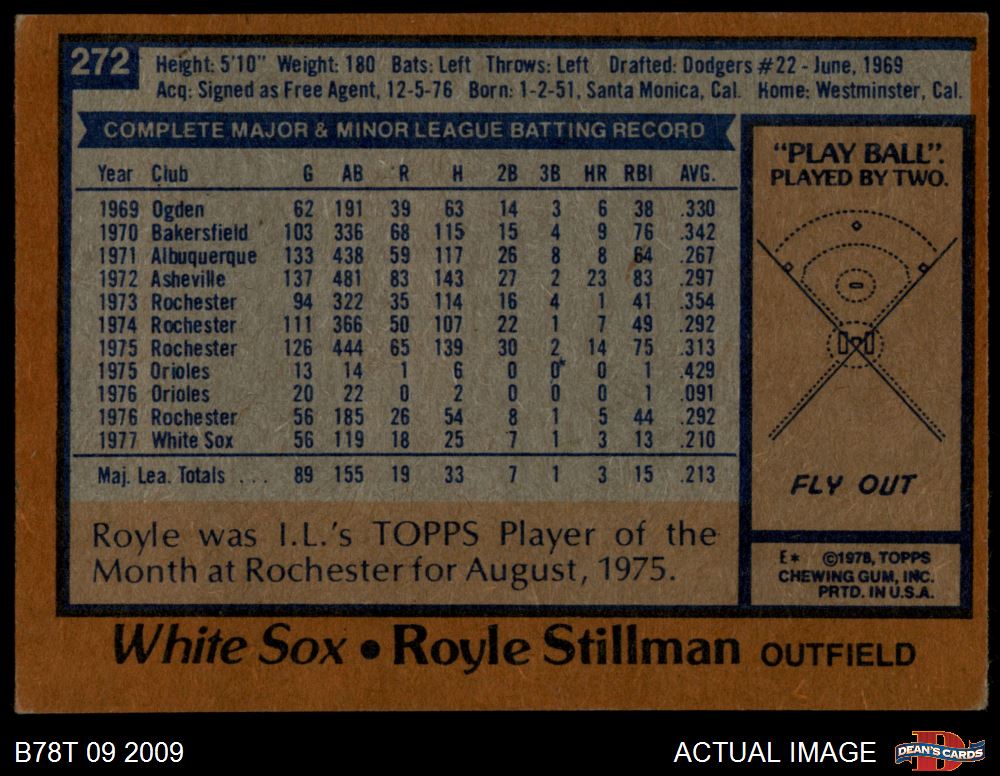 272
Height: 5'10" Weight: 180 Bats: Left Throws: Left Drafted: Dodgers #22 - June, 1969
Acq: Signed as Free Agent, 12-5-76 Born: 1-2-51, Santa Monica, Cal. Home: Westminster, Cal.
COMPLETE MAJOR & MINOR LEAGUE BATTING RECORD
Year Club G AB R H 2B 3B HR RBI AVG.
1969 Ogden 62 191 39 63 14 3 6 38 .330
1970 Bakersfield 103 336 68 115 15 4 9 76 .342
1971 Albuquerque 133 438 59 117 26 8 8 64 .267
1972 Asheville 137 481 83 143 27 2 23 83 .297
1973 Rochester 94 322 35 114 16 4 1 41 .354
1974 Rochester 111 366 50 107 22 1 7 49 .292
1975 Rochester 126 444 65 139 30 2 14 75 .313
1975 Orioles 13 14 1 6 0 0* 0 1 .429
1976 Orioles 20 22 0 2 0 0 0 1 .091
1976 Rochester 56 185 26 54 8 1 5 44 .292
1977 White Sox 56 119 18 25 7 1 3 13 .210
Maj. Lea. Totals . . . 89 155 19 33 7 1 3 15 .213
Royle was I.L.'s TOPPS Player of the
Month at Rochester for August, 1975.
"PLAY BALL".
PLAYED BY TWO.
FLY OUT
E* ©1978, TOPPS
CHEWING GUM, INC.
PRTD. IN U.S.A.
White Sox • Royle Stillman OUTFIELD
B78T 09 2009
ACTUAL IMAGE
D
DEAN'S CARDS